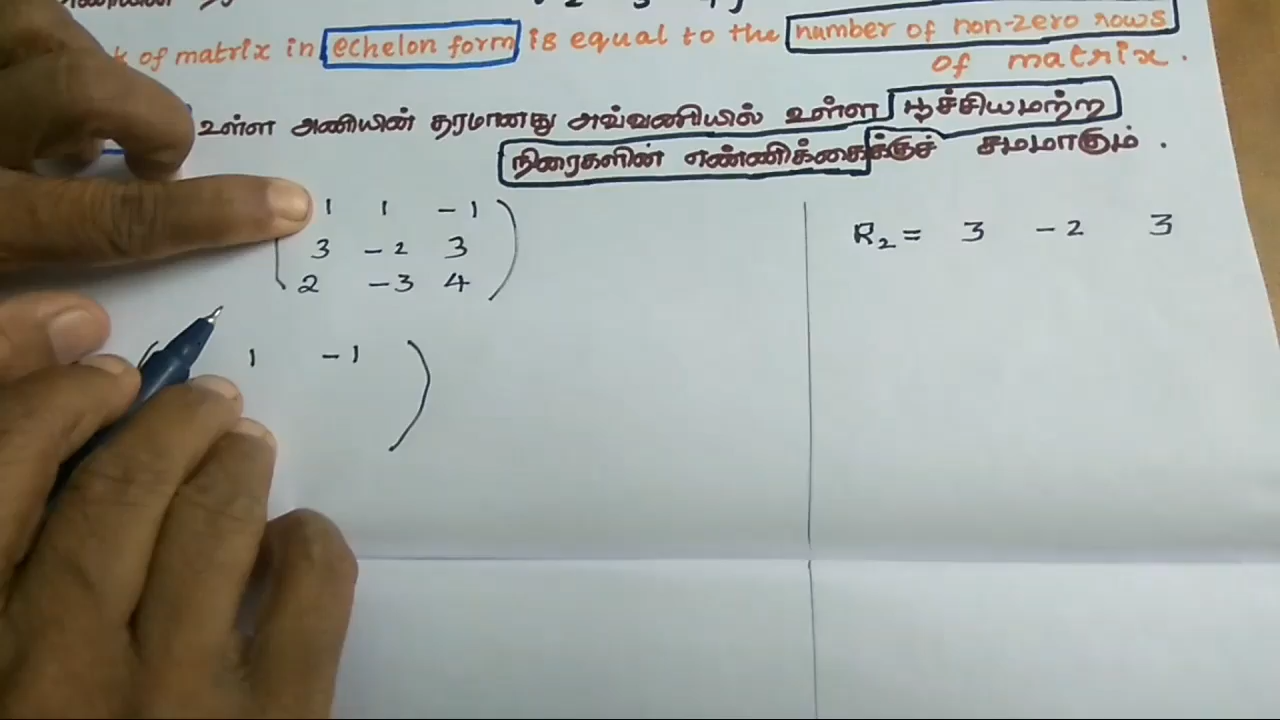 of matrix in echelon form is equal to the number of non-zero rows
of matrix.
உள்ள அணியின் தரமானது அவ்வணியில் உள்ள பூச்சியமற்ற
நிரைகளின் எண்ணிக்கைக்குச் சமமாகும்.
1 1 -1
3 -2 3
2 -3 4
R2 = 3 -2 3
1 -1